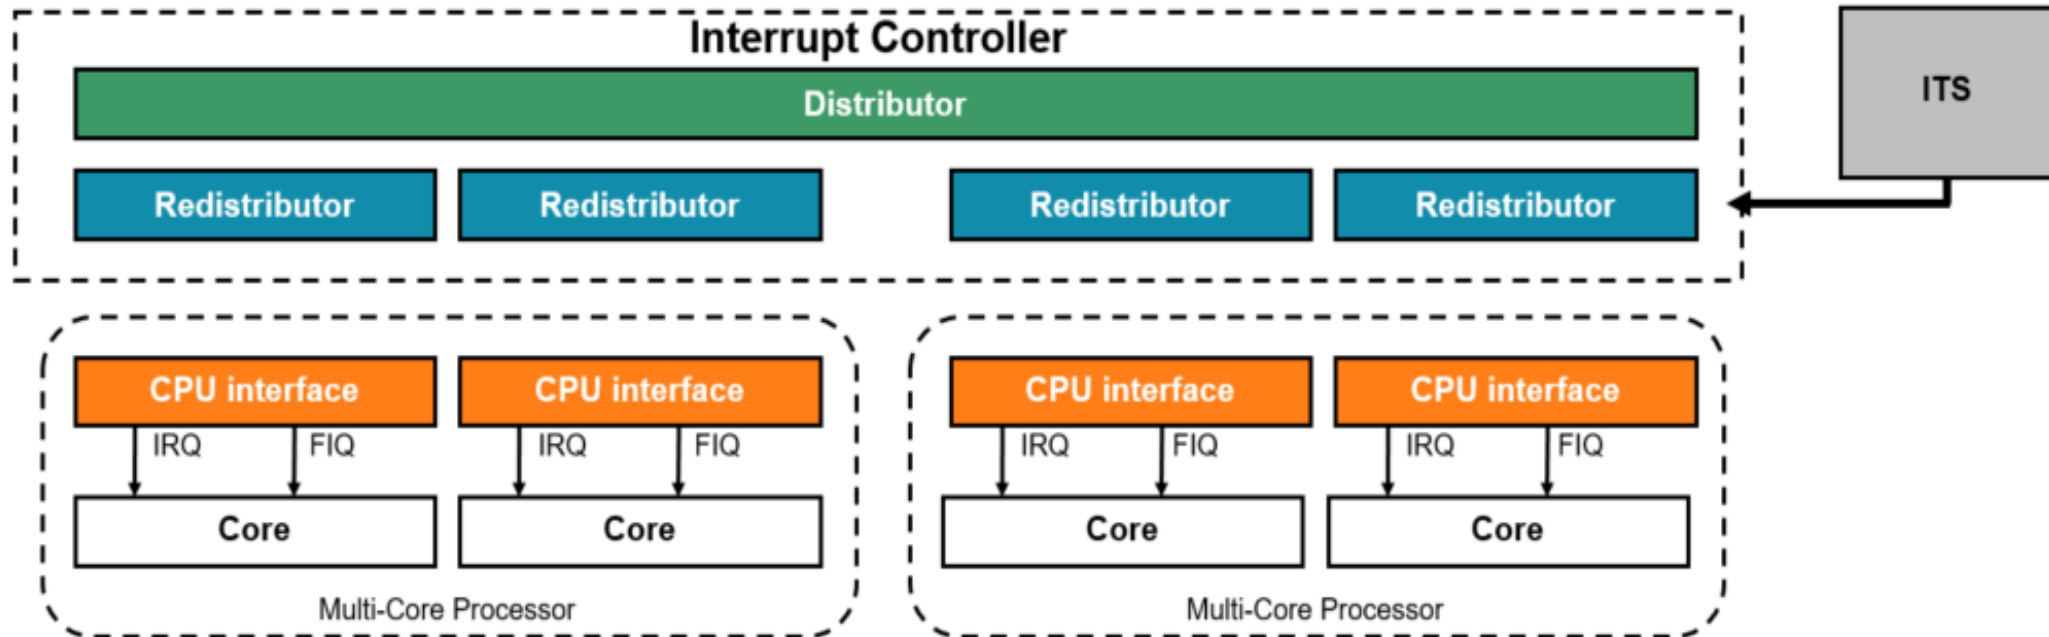 Interrupt Controller
ITS
Distributor
Redistributor
Redistributor
Redistributor
Redistributor
CPU interface
CPU interface
CPU interface
CPU interface
IRQ
FIQ
IRQ
FIQ
IRQ
FIQ
IRQ
FIQ
Core
Core
Core
Core
Multi-Core Processor
Multi-Core Processor